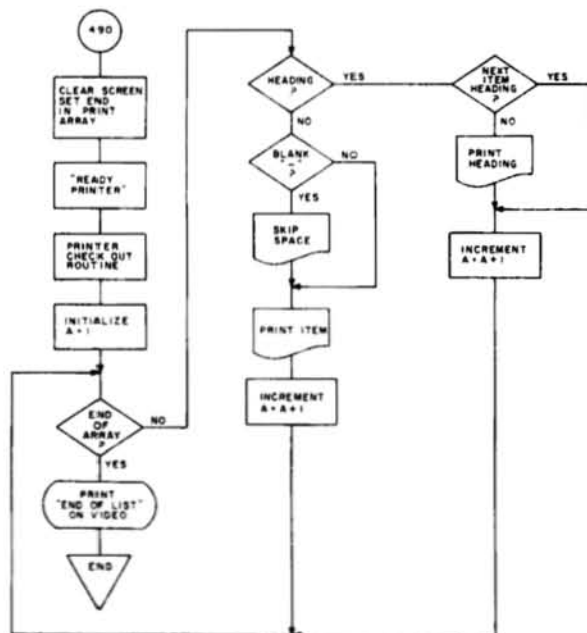 490
CLEAR SCREEN
SET END
IN PRINT
ARRAY
"READY
PRINTER"
PRINTER
CHECK OUT
ROUTINE
INITIALIZE
A=1
END
OF
ARRAY
?
NO
YES
PRINT
"END OF LIST"
ON VIDEO
END
HEADING
?
YES
NO
BLANK
"_"
?
NO
YES
SKIP
SPACE
PRINT ITEM
INCREMENT
A=A+1
NEXT
ITEM
HEADING
?
YES
NO
PRINT
HEADING
INCREMENT
A=A+1